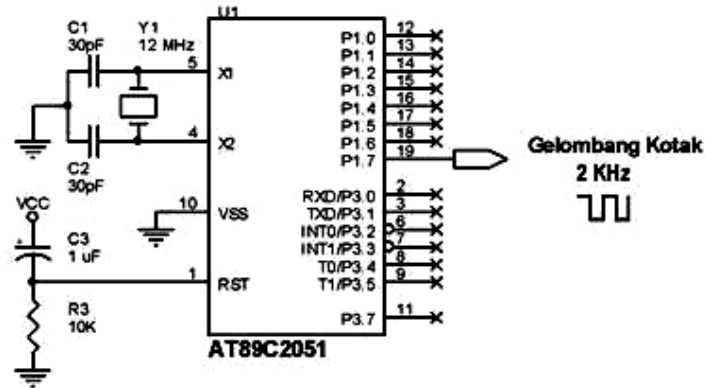 U1
C1
30pF
Y1
12 MHz
5
X1
4
X2
C2
30pF
VCC
10
VSS
C3
1 uF
+
1
RST
R3
10K
P1.0
12
P1.1
13
P1.2
14
P1.3
15
P1.4
16
P1.5
17
P1.6
18
P1.7
19
RXD/P3.0
2
TXD/P3.1
3
INT0/P3.2
6
INT1/P3.3
7
T0/P3.4
8
T1/P3.5
9
P3.7
11
AT89C2051
Gelombang Kotak
2 KHz